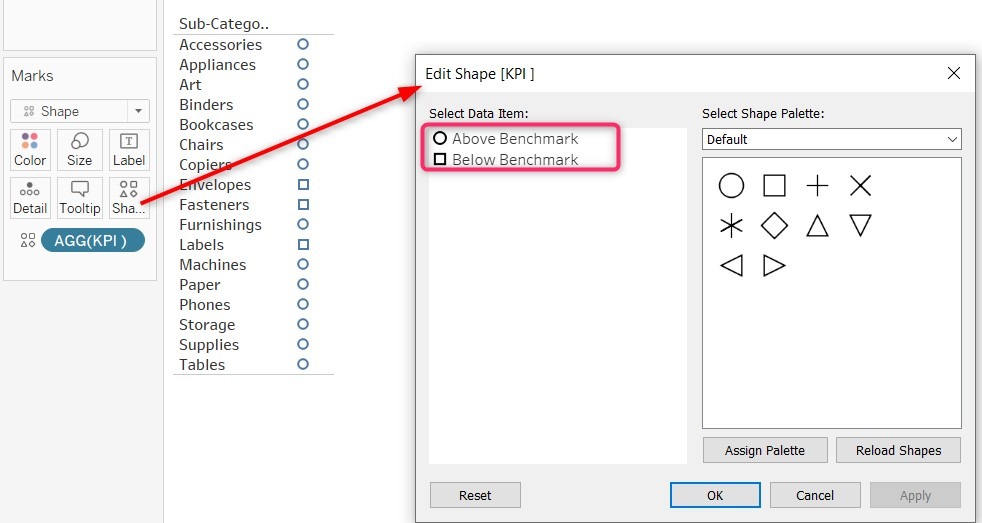 Marks
Shape
Color
Size
Label
Detail
Tooltip
Sha...
AGG(KPI )
Sub-Catego..
Accessories
Appliances
Art
Binders
Bookcases
Chairs
Copiers
Envelopes
Fasteners
Furnishings
Labels
Machines
Paper
Phones
Storage
Supplies
Tables
Edit Shape [KPI ]
Select Data Item:
Above Benchmark
Below Benchmark
Select Shape Palette:
Default
Assign Palette
Reload Shapes
Reset
OK
Cancel
Apply